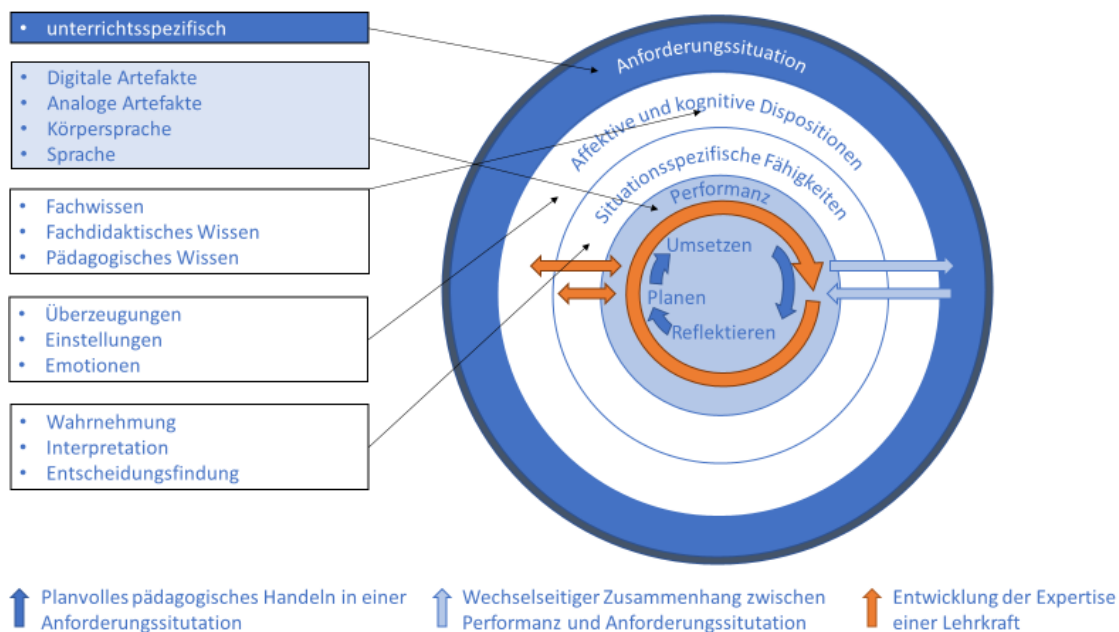 • unterrichtsspezifisch
• Digitale Artefakte
• Analoge Artefakte
• Körpersprache
• Sprache
• Fachwissen
• Fachdidaktisches Wissen
• Pädagogisches Wissen
• Überzeugungen
• Einstellungen
• Emotionen
• Wahrnehmung
• Interpretation
• Entscheidungsfindung
Anforderungssituation
Affektive und kognitive Dispositionen
Situationsspezifische Fähigkeiten
Performanz
Umsetzen
Planen
Reflektieren
Planvolles pädagogisches Handeln in einer
Anforderungssitutation
Wechselseitiger Zusammenhang zwischen
Performanz und Anforderungssitutation
Entwicklung der Expertise
einer Lehrkraft